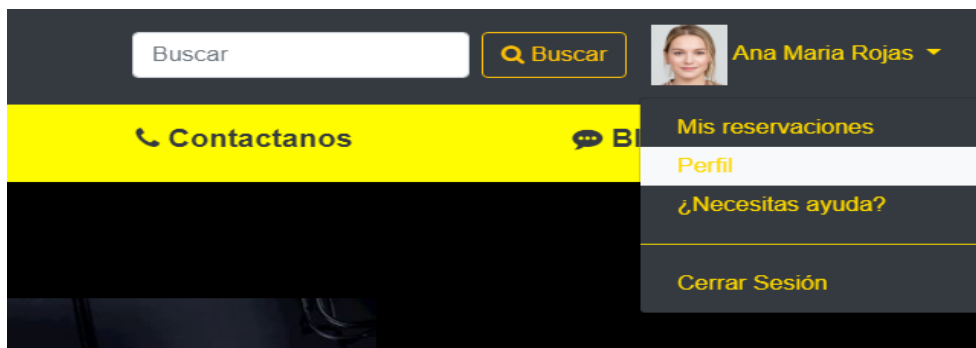 Buscar
Buscar
Ana Maria Rojas
Contactanos
Mis reservaciones
Perfil
¿Necesitas ayuda?
Cerrar Sesión